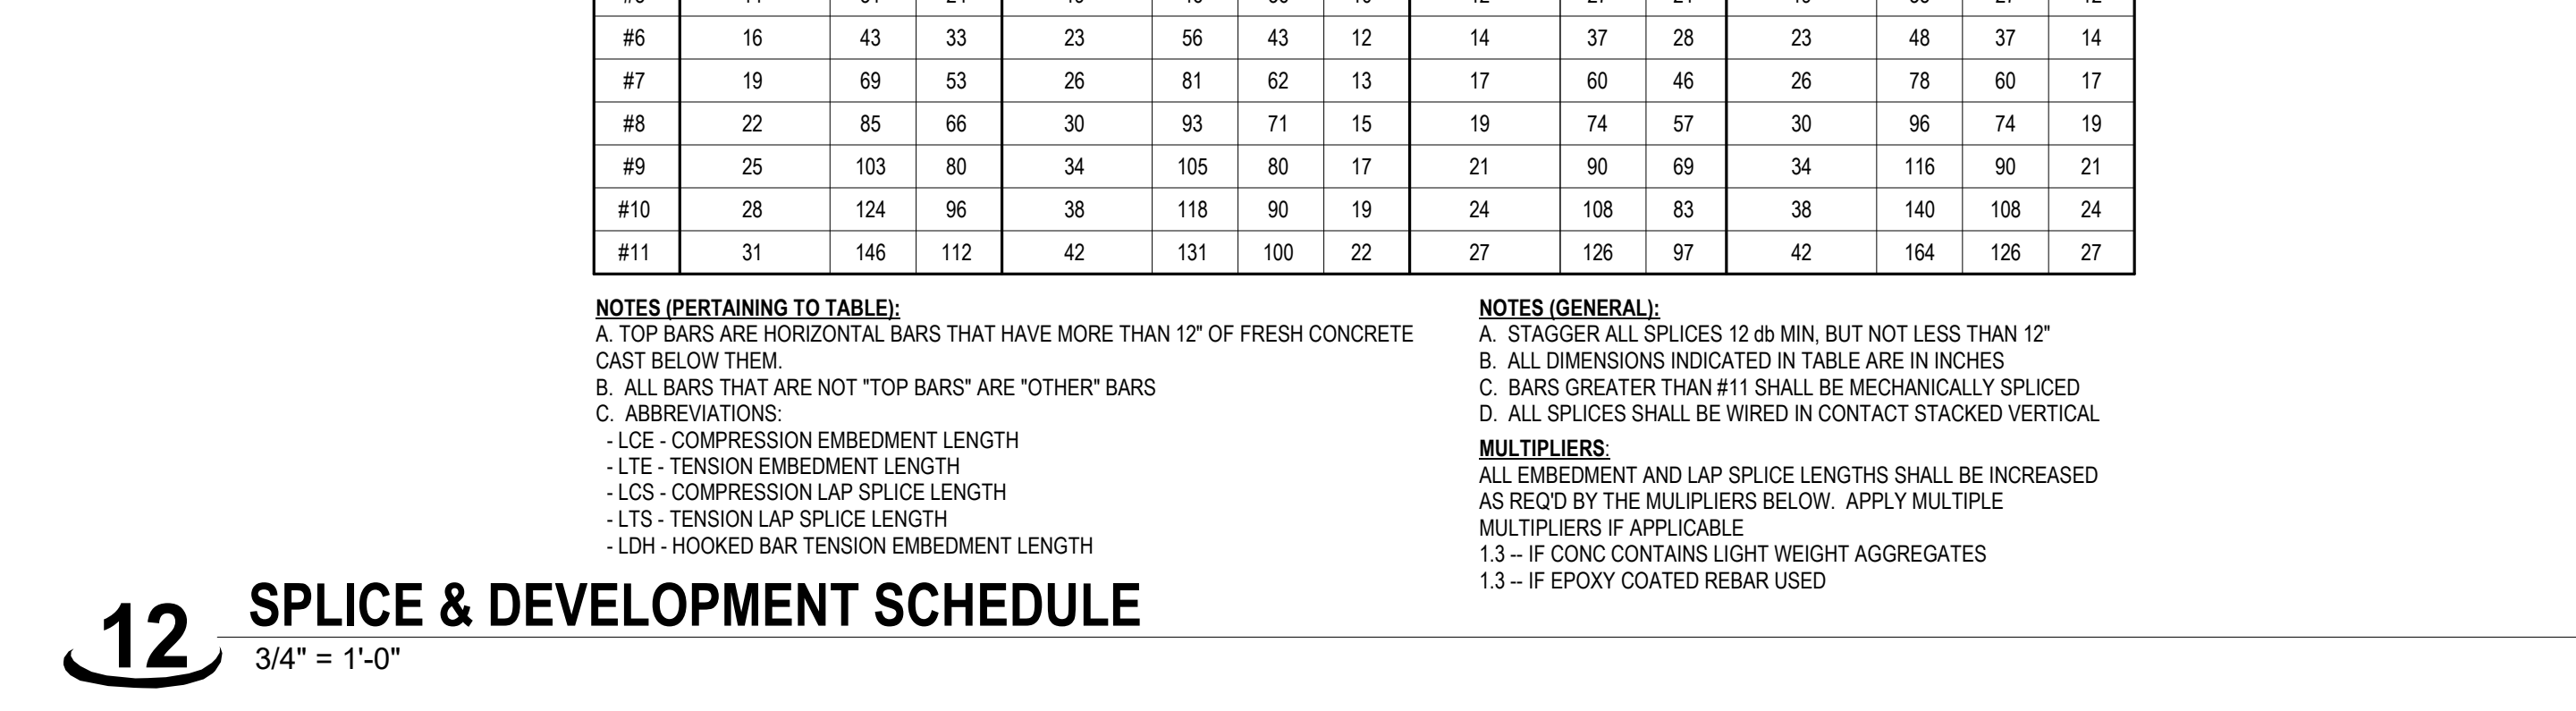 #6 16 43 33 23 56 43 12 14 37 28 23 48 37 14
#7 19 69 53 26 81 62 13 17 60 46 26 78 60 17
#8 22 85 66 30 93 71 15 19 74 57 30 96 74 19
#9 25 103 80 34 105 80 17 21 90 69 34 116 90 21
#10 28 124 96 38 118 90 19 24 108 83 38 140 108 24
#11 31 146 112 42 131 100 22 27 126 97 42 164 126 27
NOTES (PERTAINING TO TABLE):
A. TOP BARS ARE HORIZONTAL BARS THAT HAVE MORE THAN 12" OF FRESH CONCRETE
CAST BELOW THEM.
B. ALL BARS THAT ARE NOT "TOP BARS" ARE "OTHER" BARS
C. ABBREVIATIONS:
- LCE - COMPRESSION EMBEDMENT LENGTH
- LTE - TENSION EMBEDMENT LENGTH
- LCS - COMPRESSION LAP SPLICE LENGTH
- LTS - TENSION LAP SPLICE LENGTH
- LDH - HOOKED BAR TENSION EMBEDMENT LENGTH
NOTES (GENERAL):
A. STAGGER ALL SPLICES 12 db MIN, BUT NOT LESS THAN 12"
B. ALL DIMENSIONS INDICATED IN TABLE ARE IN INCHES
C. BARS GREATER THAN #11 SHALL BE MECHANICALLY SPLICED
D. ALL SPLICES SHALL BE WIRED IN CONTACT STACKED VERTICAL
MULTIPLIERS:
ALL EMBEDMENT AND LAP SPLICE LENGTHS SHALL BE INCREASED
AS REQ'D BY THE MULIPLIERS BELOW. APPLY MULTIPLE
MULTIPLIERS IF APPLICABLE
1.3 -- IF CONC CONTAINS LIGHT WEIGHT AGGREGATES
1.3 -- IF EPOXY COATED REBAR USED
12 SPLICE & DEVELOPMENT SCHEDULE
3/4" = 1'-0"